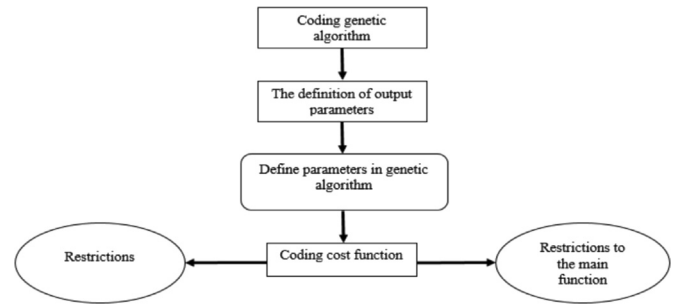 Coding genetic
algorithm
The definition of output
parameters
Define parameters in genetic
algorithm
Restrictions
Coding cost function
Restrictions to
the main
function